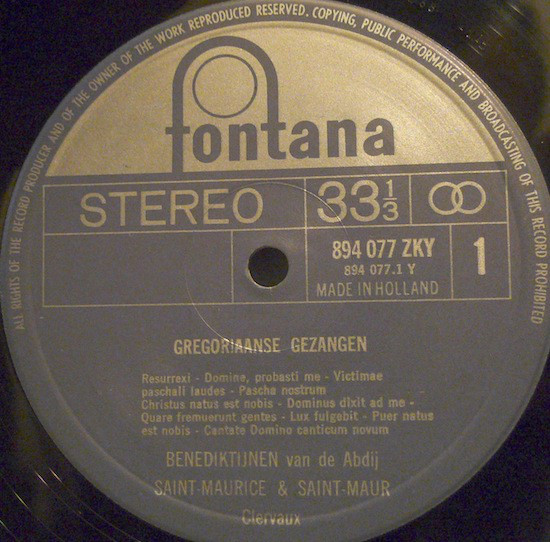 ALL RIGHTS OF THE RECORD PRODUCER AND OF THE OWNER OF THE WORK REPRODUCED RESERVED. COPYING, PUBLIC PERFORMANCE AND BROADCASTING OF THIS RECORD PROHIBITED
fontana
STEREO 33 1/3
894 077 ZKY 1
894 077.1 Y
MADE IN HOLLAND
GREGORIAANSE GEZANGEN
Resurrexi - Domine, probasti me - Victimae
paschali laudes - Pascha nostrum
Christus natus est nobis - Dominus dixit ad me -
Quare fremuerunt gentes - Lux fulgebit - Puer natus
est nobis - Cantate Domino canticum novum
BENEDIKTIJNEN van de Abdij
SAINT-MAURICE & SAINT-MAUR
Clervaux